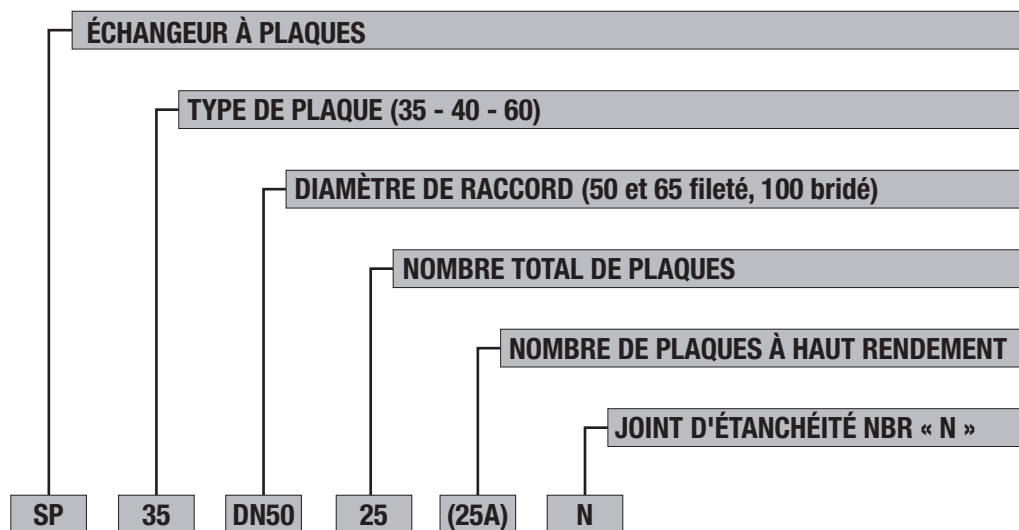 ÉCHANGEUR À PLAQUES
TYPE DE PLAQUE (35 - 40 - 60)
DIAMÈTRE DE RACCORD (50 et 65 fileté, 100 bridé)
NOMBRE TOTAL DE PLAQUES
NOMBRE DE PLAQUES À HAUT RENDEMENT
JOINT D'ÉTANCHÉITÉ NBR « N »
SP 35 DN50 25 (25A) N